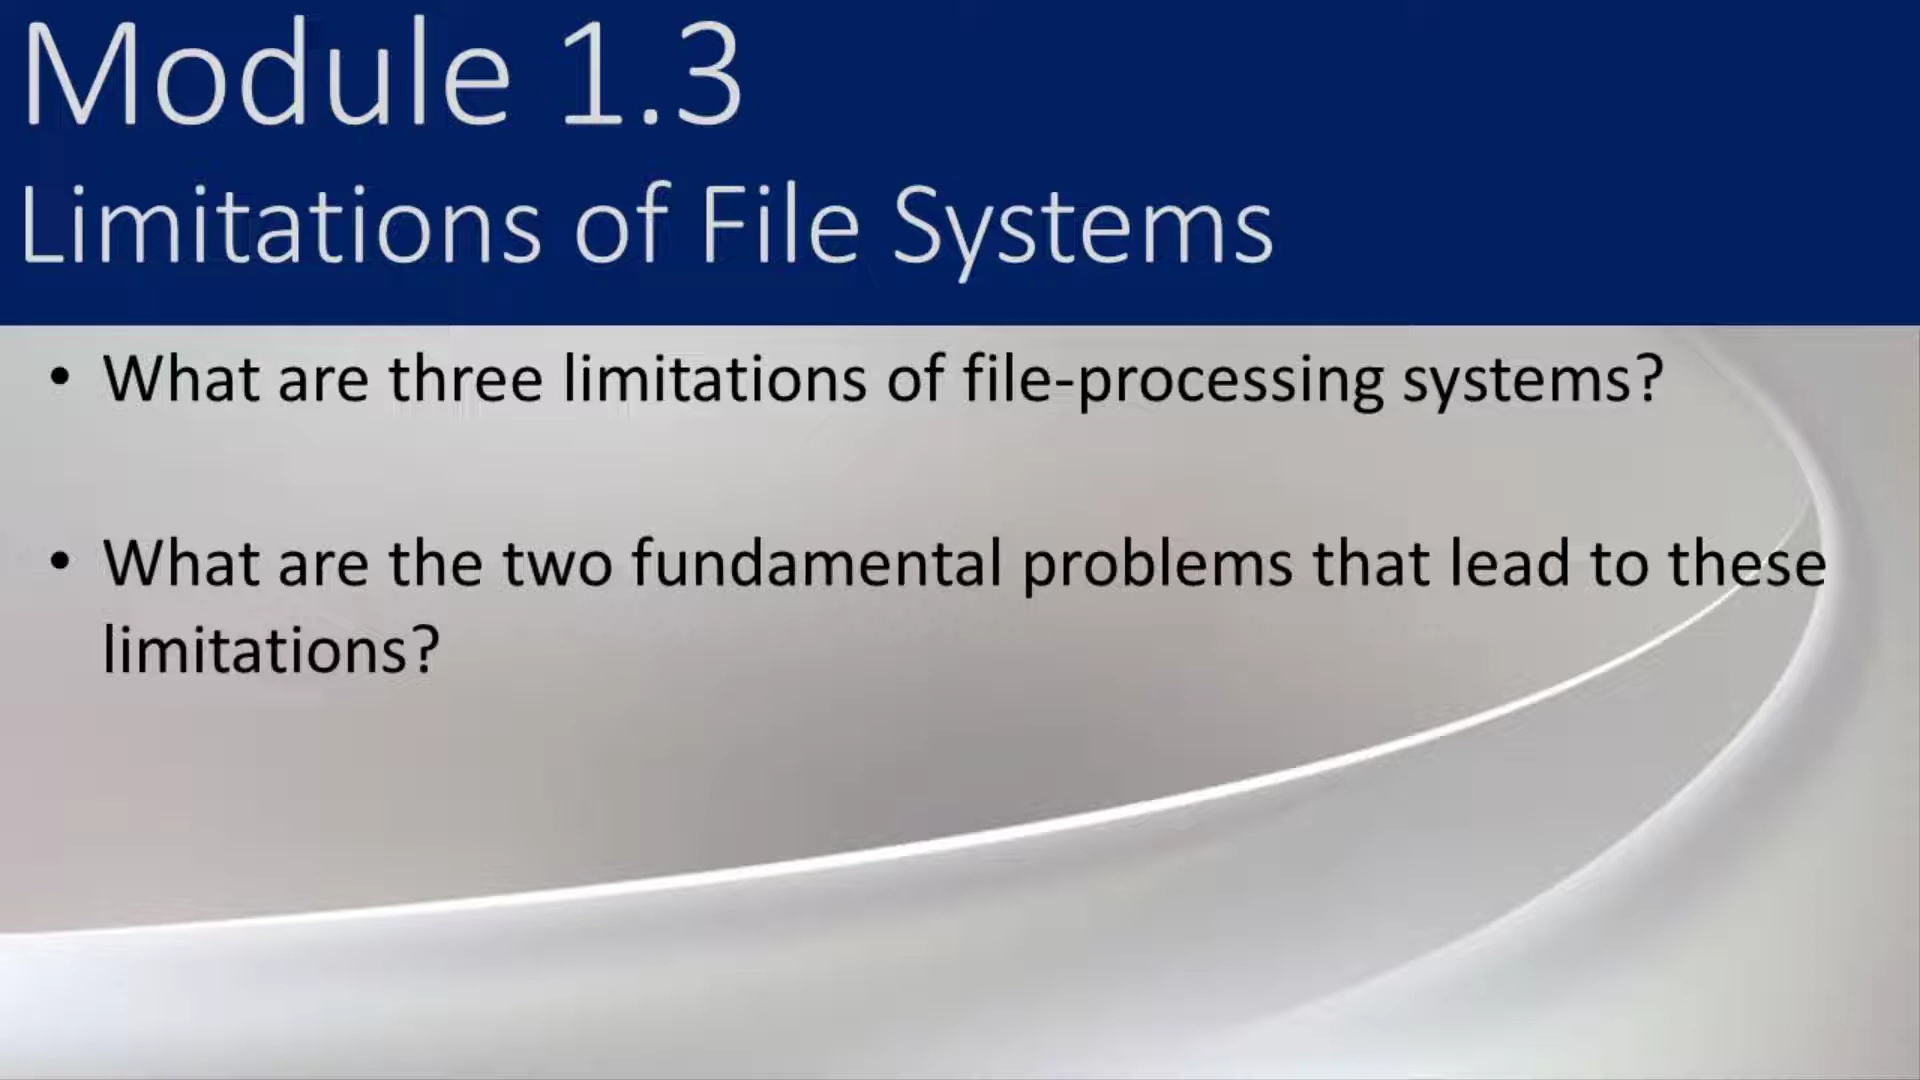 Module 1.3
Limitations of File Systems
• What are three limitations of file-processing systems?
• What are the two fundamental problems that lead to these
limitations?